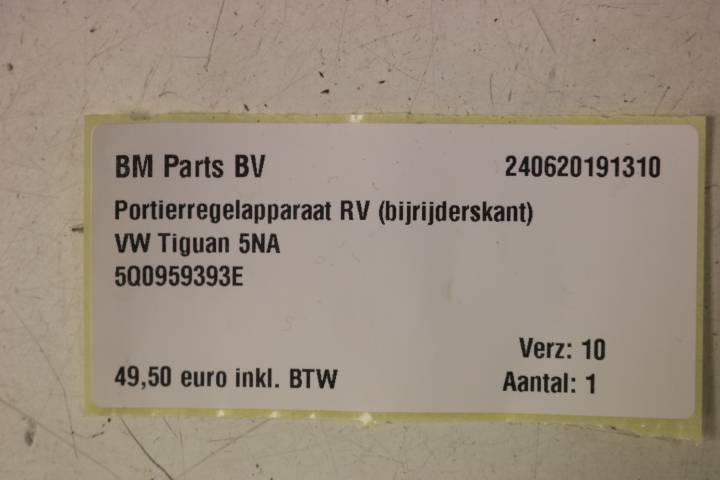 BM Parts BV 240620191310
Portierregelapparaat RV (bijrijderskant)
VW Tiguan 5NA
5Q0959393E
Verz: 10
49,50 euro inkl. BTW Aantal: 1